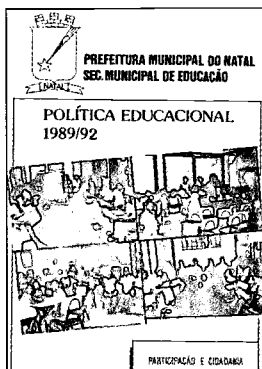 NATAL
PREFEITURA MUNICIPAL DO NATAL
SEC. MUNICIPAL DE EDUCAÇÃO
POLÍTICA EDUCACIONAL
1989/92
PARTICIPAÇÃO E CIDADANIA